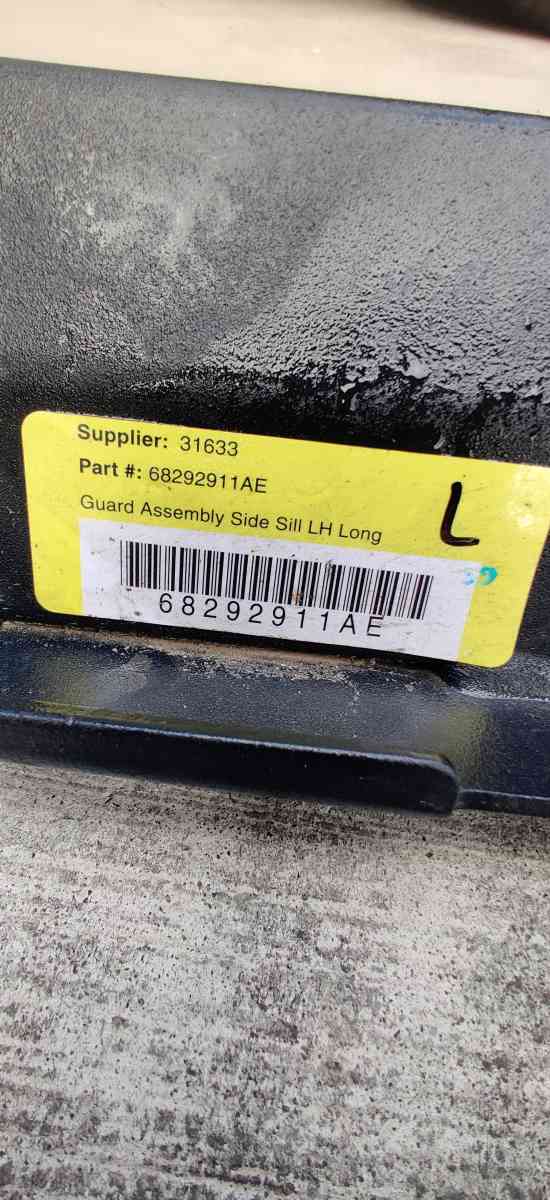 Supplier: 31633
Part #: 68292911AE
Guard Assembly Side Sill LH Long
L
68292911AE